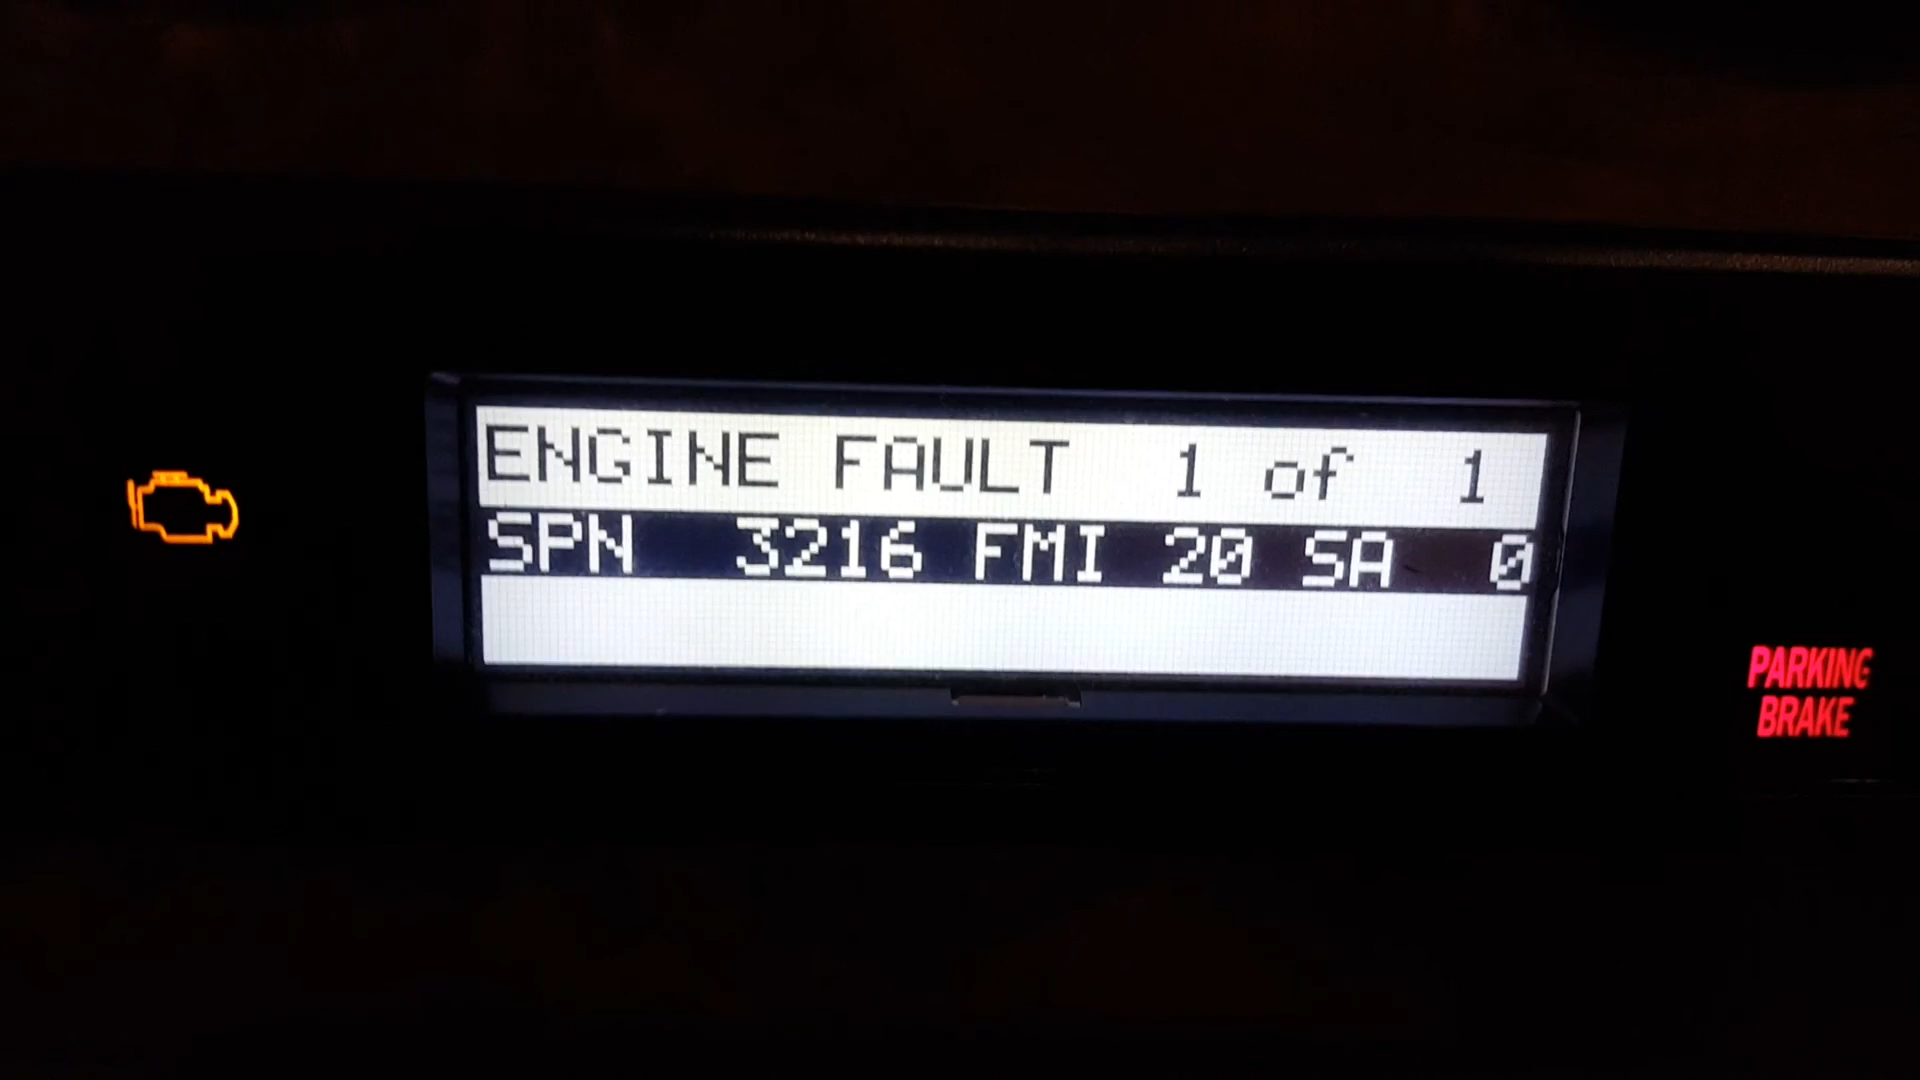 ENGINE FAULT 1 of 1
SPN 3216 FMI 20 SA 0
PARKING
BRAKE